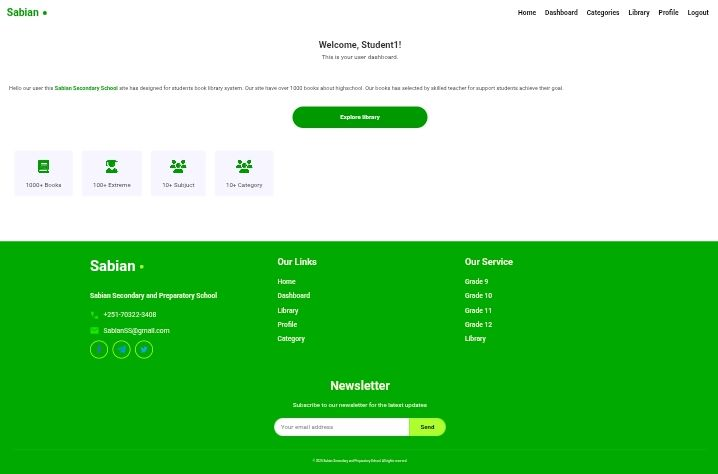 Sabian
Home Dashboard Categories Library Profile Logout
Welcome, Student1!
This is your user dashboard.
Hello our user this Sabian Secondary School site has designed for students book library system. Our site have over 1000 books about highschool. Our books has selected by skilled teacher for support students achieve their goal.
Explore library
1000+ Books
100+ Extreme
10+ Subject
10+ Category
Sabian
Sabian Secondary and Preparatory School
+251-70322-3408
SabianSS@gmail.com
Our Links
Home
Dashboard
Library
Profile
Category
Our Service
Grade 9
Grade 10
Grade 11
Grade 12
Library
Newsletter
Subscribe to our newsletter for the latest updates
Your email address
Send
Sabian Secondary and Preparatory School. All rights reserved.